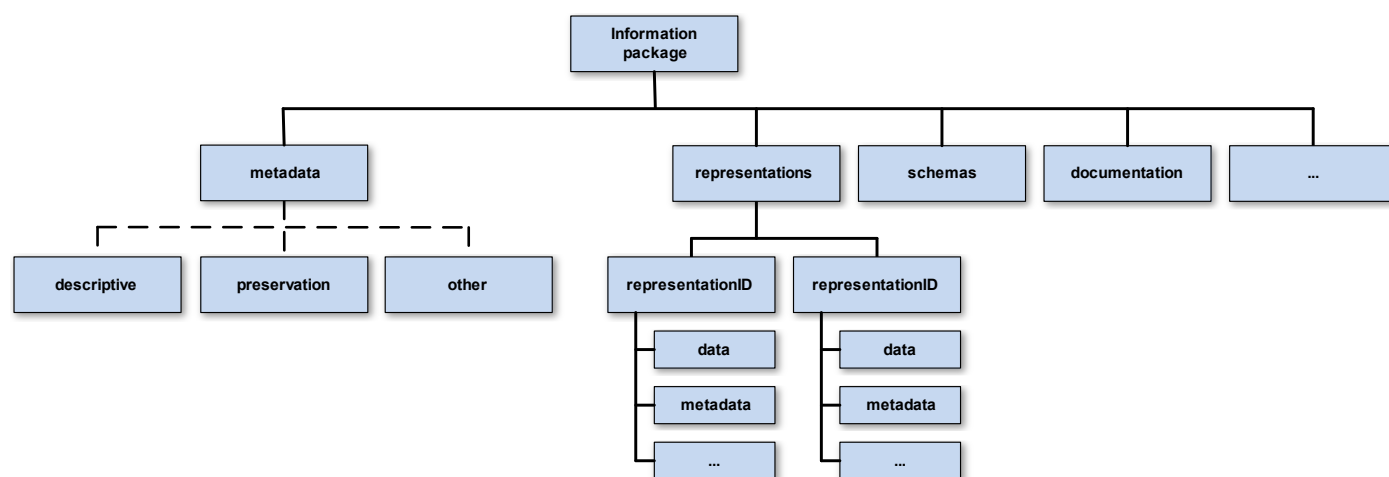 Information
package
metadata
representations
schemas
documentation
...
descriptive
preservation
other
representationID
representationID
data
data
metadata
metadata
...
...